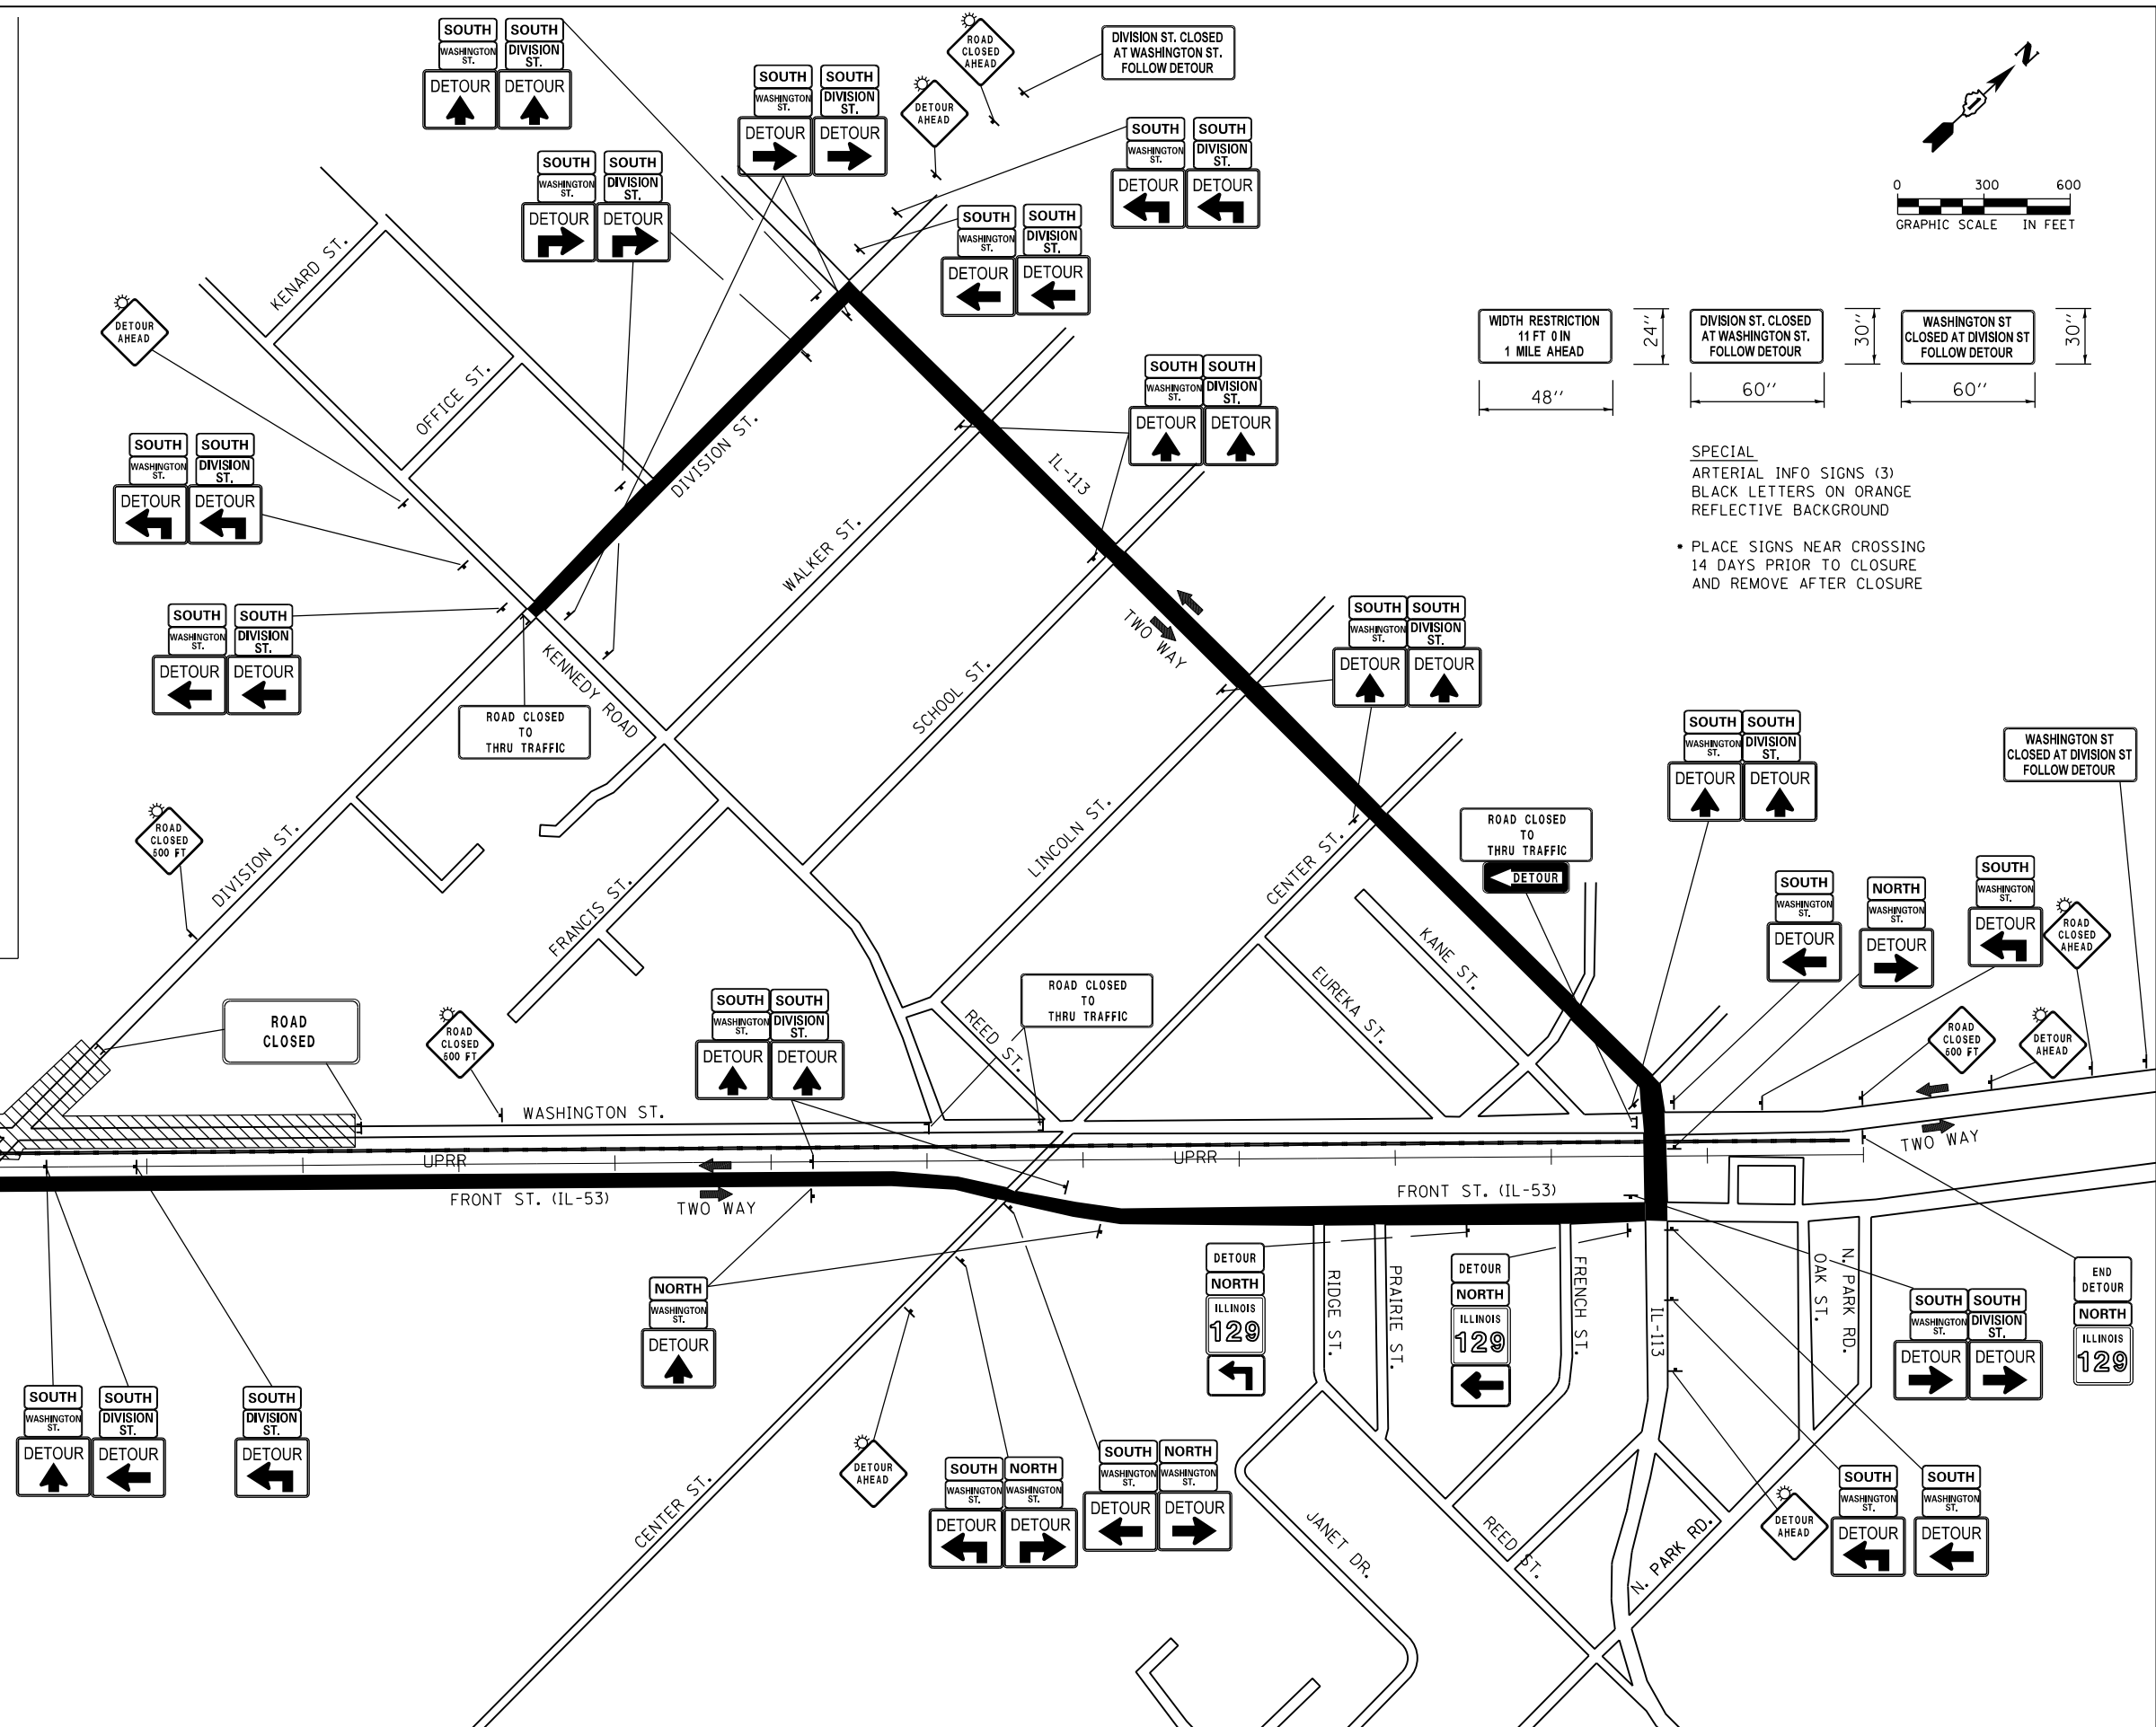 SOUTH SOUTH
WASHINGTON ST. DIVISION ST.
DETOUR DETOUR
SOUTH SOUTH
WASHINGTON ST. DIVISION ST.
DETOUR DETOUR
ROAD
CLOSED
AHEAD
DETOUR
AHEAD
DIVISION ST. CLOSED
AT WASHINGTON ST.
FOLLOW DETOUR
N
SOUTH SOUTH
WASHINGTON ST. DIVISION ST.
DETOUR DETOUR
SOUTH SOUTH
WASHINGTON ST. DIVISION ST.
DETOUR DETOUR
SOUTH SOUTH
WASHINGTON ST. DIVISION ST.
DETOUR DETOUR
0 300 600
GRAPHIC SCALE IN FEET
KENARD ST.
DETOUR
AHEAD
OFFICE ST.
DIVISION ST.
WIDTH RESTRICTION
11 FT 0 IN
1 MILE AHEAD
24''
48''
DIVISION ST. CLOSED
AT WASHINGTON ST.
FOLLOW DETOUR
30''
60''
WASHINGTON ST
CLOSED AT DIVISION ST
FOLLOW DETOUR
30''
60''
SPECIAL
ARTERIAL INFO SIGNS (3)
BLACK LETTERS ON ORANGE
REFLECTIVE BACKGROUND
* PLACE SIGNS NEAR CROSSING
14 DAYS PRIOR TO CLOSURE
AND REMOVE AFTER CLOSURE
SOUTH SOUTH
WASHINGTON ST. DIVISION ST.
DETOUR DETOUR
IL-113
SOUTH SOUTH
WASHINGTON ST. DIVISION ST.
DETOUR DETOUR
WALKER ST.
SOUTH SOUTH
WASHINGTON ST. DIVISION ST.
DETOUR DETOUR
KENNEDY ROAD
SCHOOL ST.
TWO WAY
SOUTH SOUTH
WASHINGTON ST. DIVISION ST.
DETOUR DETOUR
ROAD CLOSED
TO
THRU TRAFFIC
ROAD
CLOSED
500 FT
DIVISION ST.
FRANCIS ST.
LINCOLN ST.
CENTER ST.
ROAD CLOSED
TO
THRU TRAFFIC
DETOUR
SOUTH SOUTH
WASHINGTON ST. DIVISION ST.
DETOUR DETOUR
WASHINGTON ST
CLOSED AT DIVISION ST
FOLLOW DETOUR
SOUTH
WASHINGTON ST.
DETOUR
NORTH
WASHINGTON ST.
DETOUR
SOUTH
WASHINGTON ST.
DETOUR
ROAD
CLOSED
AHEAD
ROAD
CLOSED
ROAD
CLOSED
500 FT
SOUTH SOUTH
WASHINGTON ST. DIVISION ST.
DETOUR DETOUR
REED ST.
ROAD CLOSED
TO
THRU TRAFFIC
EUREKA ST.
KANE ST.
ROAD
CLOSED
500 FT
DETOUR
AHEAD
WASHINGTON ST.
TWO WAY
UPRR
UPRR
FRONT ST. (IL-53)
TWO WAY
FRONT ST. (IL-53)
NORTH
WASHINGTON ST.
DETOUR
DETOUR
NORTH
ILLINOIS
129
RIDGE ST.
PRAIRIE ST.
DETOUR
NORTH
ILLINOIS
129
FRENCH ST.
IL-113
OAK ST.
N. PARK RD.
SOUTH SOUTH
WASHINGTON ST. DIVISION ST.
DETOUR DETOUR
END
DETOUR
NORTH
ILLINOIS
129
SOUTH SOUTH
WASHINGTON ST. DIVISION ST.
DETOUR DETOUR
SOUTH
DIVISION ST.
DETOUR
CENTER ST.
DETOUR
AHEAD
SOUTH NORTH
WASHINGTON ST. WASHINGTON ST.
DETOUR DETOUR
SOUTH NORTH
WASHINGTON ST. WASHINGTON ST.
DETOUR DETOUR
JANET DR.
REED ST.
N. PARK RD.
DETOUR
AHEAD
SOUTH
WASHINGTON ST.
DETOUR
SOUTH
WASHINGTON ST.
DETOUR